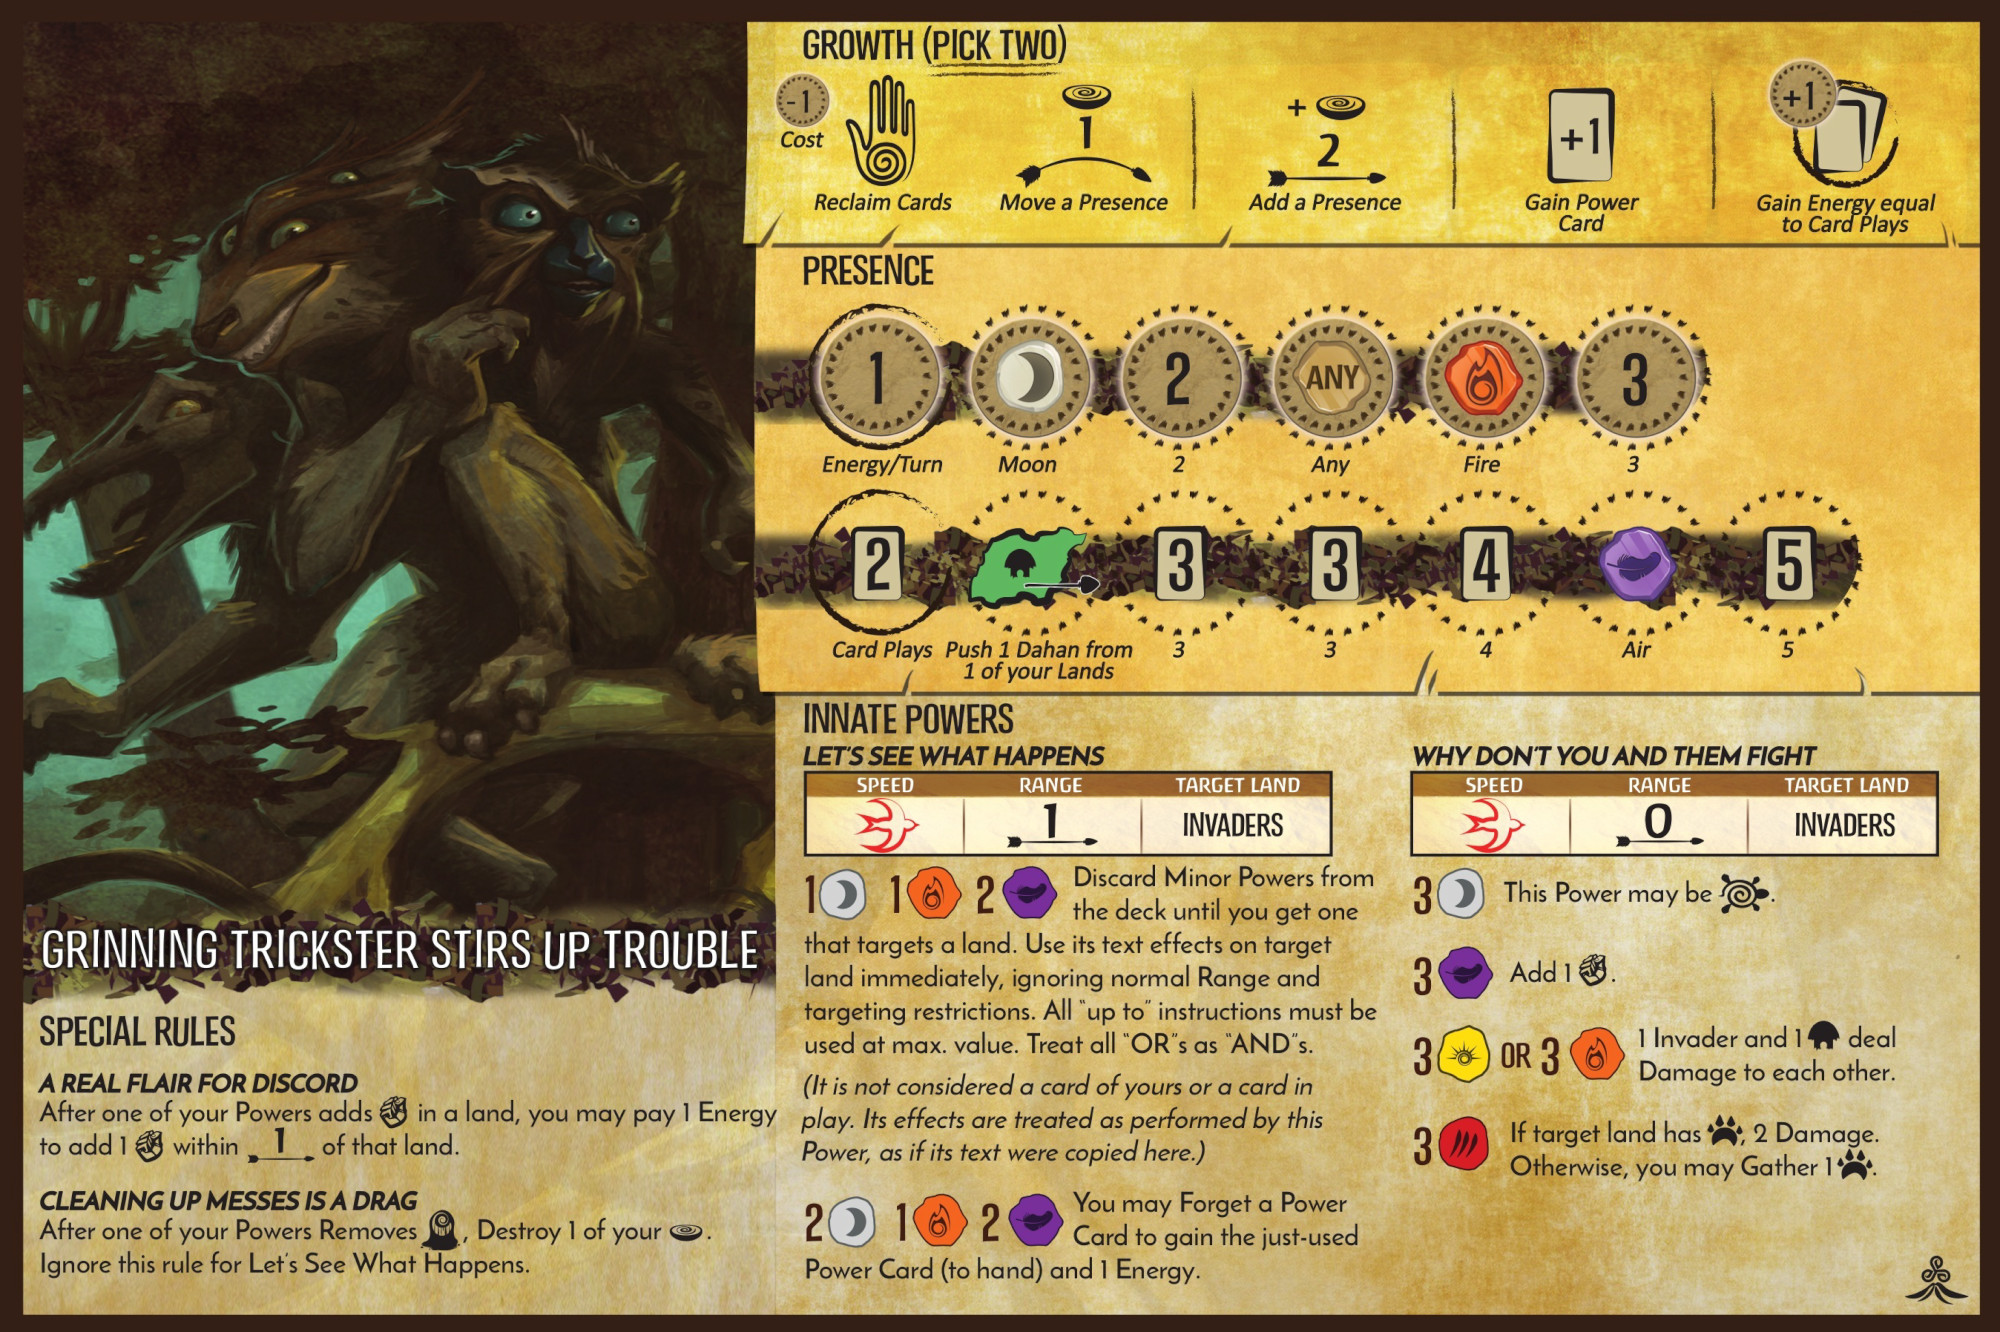 GROWTH (PICK TWO)
-1
Cost
Reclaim Cards
1
Move a Presence
+
2
Add a Presence
+1
Gain Power
Card
+1
Gain Energy equal
to Card Plays
PRESENCE
1 2 ANY 3
Energy/Turn Moon 2 Any Fire 3
2 3 3 4 5
Card Plays Push 1 Dahan from 3 3 4 Air 5
1 of your Lands
GRINNING TRICKSTER STIRS UP TROUBLE
SPECIAL RULES
A REAL FLAIR FOR DISCORD
After one of your Powers adds in a land, you may pay 1 Energy
to add 1 within 1 of that land.
CLEANING UP MESSES IS A DRAG
After one of your Powers Removes , Destroy 1 of your .
Ignore this rule for Let's See What Happens.
INNATE POWERS
LET'S SEE WHAT HAPPENS
SPEED RANGE TARGET LAND
1 INVADERS
1 1 2 Discard Minor Powers from
the deck until you get one
that targets a land. Use its text effects on target
land immediately, ignoring normal Range and
targeting restrictions. All "up to" instructions must be
used at max. value. Treat all "OR"s as "AND"s.
(It is not considered a card of yours or a card in
play. Its effects are treated as performed by this
Power, as if its text were copied here.)
2 1 2 You may Forget a Power
Card to gain the just-used
Power Card (to hand) and 1 Energy.
WHY DON'T YOU AND THEM FIGHT
SPEED RANGE TARGET LAND
0 INVADERS
3 This Power may be .
3 Add 1 .
3 OR 3 1 Invader and 1 deal
Damage to each other.
3 If target land has , 2 Damage.
Otherwise, you may Gather 1 .